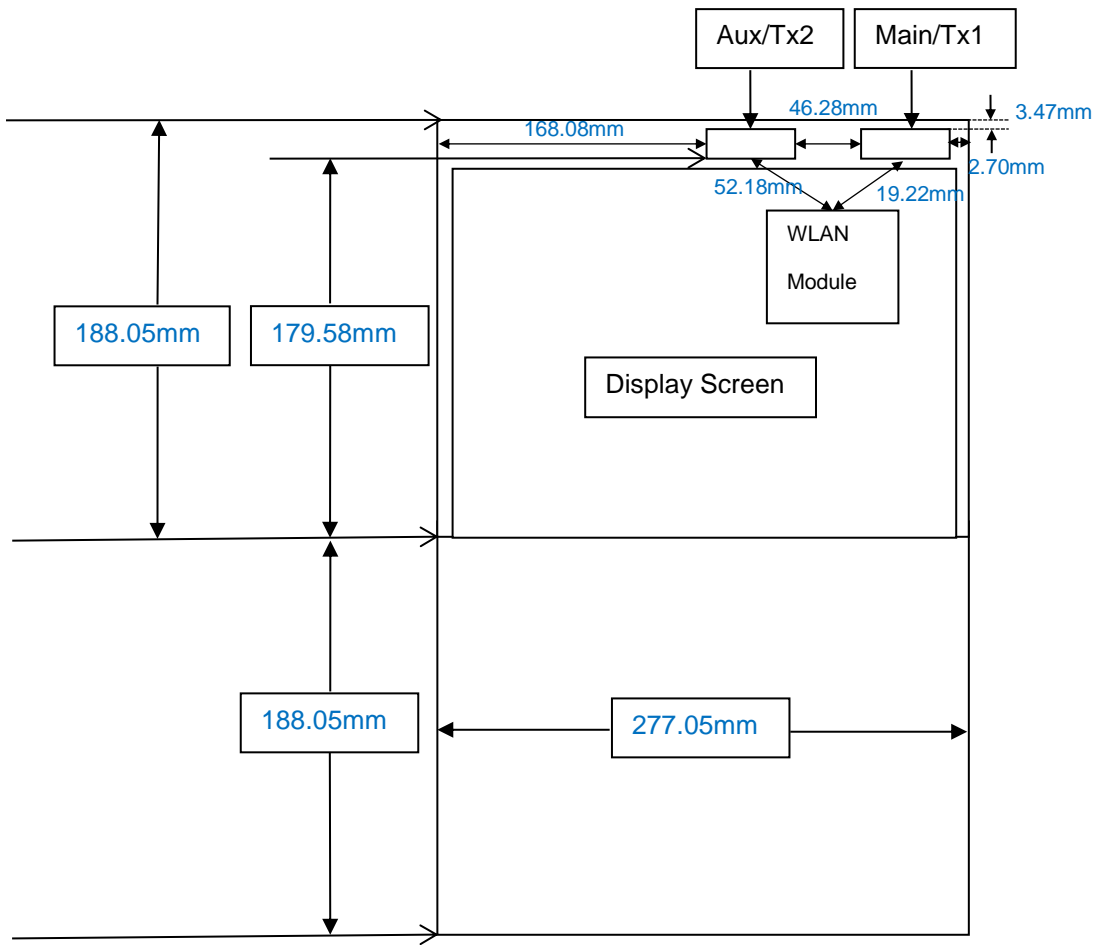 Aux/Tx2
Main/Tx1
46.28mm
3.47mm
168.08mm
2.70mm
52.18mm
19.22mm
WLAN
Module
188.05mm
179.58mm
Display Screen
188.05mm
277.05mm